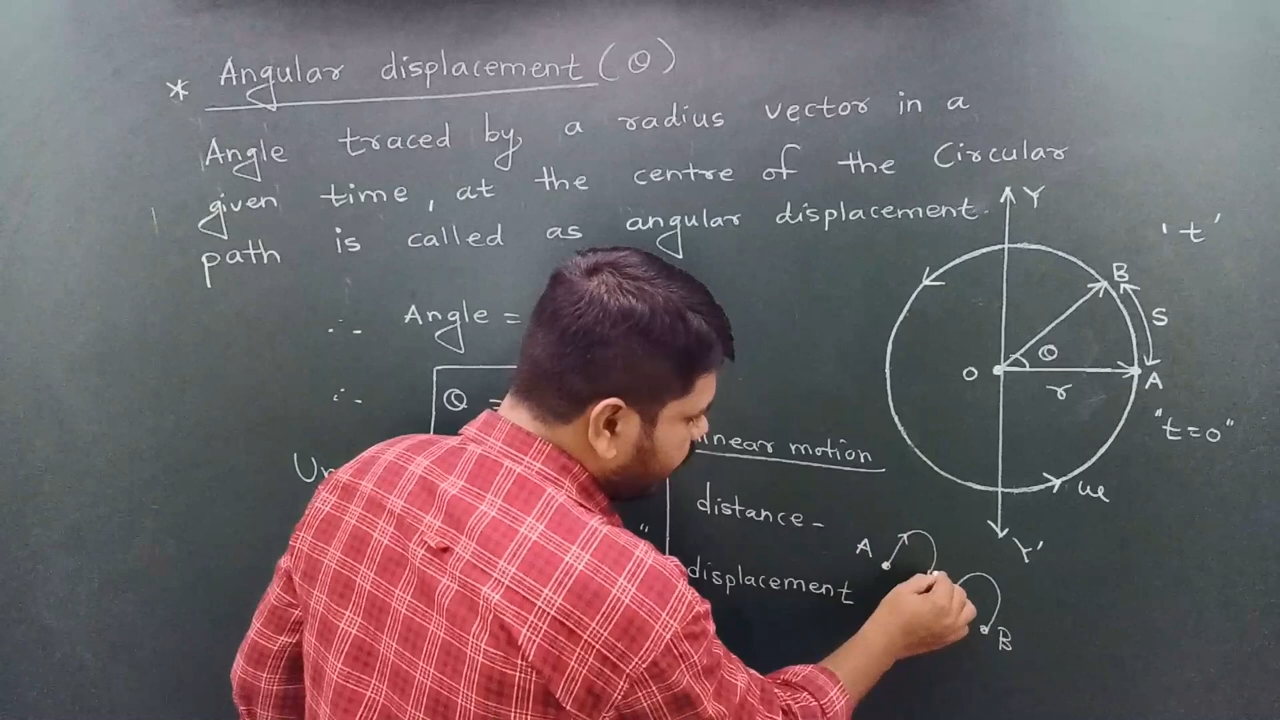 * Angular displacement (θ)
Angle traced by a radius vector in a
given time, at the centre of the Circular
path is called as angular displacement.
∴ Angle =
∴ θ =
linear motion
distance -
displacement
A
B
Y
't'
B
S
θ
O
r
A
"t=0"
Y'